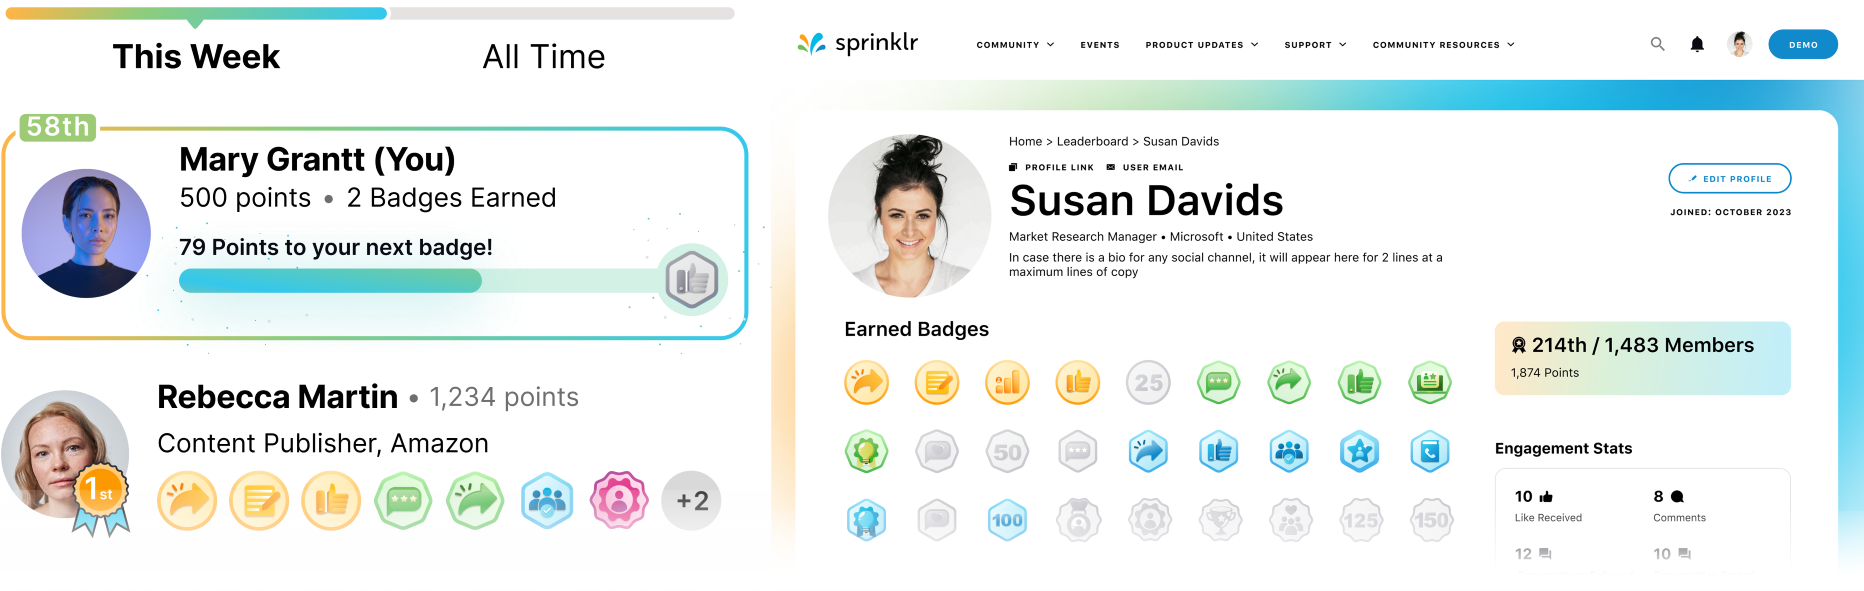 This Week
All Time
58th
Mary Grantt (You)
500 points • 2 Badges Earned
79 Points to your next badge!
Rebecca Martin • 1,234 points
Content Publisher, Amazon
1st
+2
sprinklr
COMMUNITY
EVENTS
PRODUCT UPDATES
SUPPORT
COMMUNITY RESOURCES
DEMO
Home > Leaderboard > Susan Davids
PROFILE LINK
USER EMAIL
Susan Davids
Market Research Manager • Microsoft • United States
In case there is a bio for any social channel, it will appear here for 2 lines at a
maximum lines of copy
EDIT PROFILE
JOINED: OCTOBER 2023
Earned Badges
25
50
100
125
150
214th / 1,483 Members
1,874 Points
Engagement Stats
10
Like Received
8
Comments
12
10